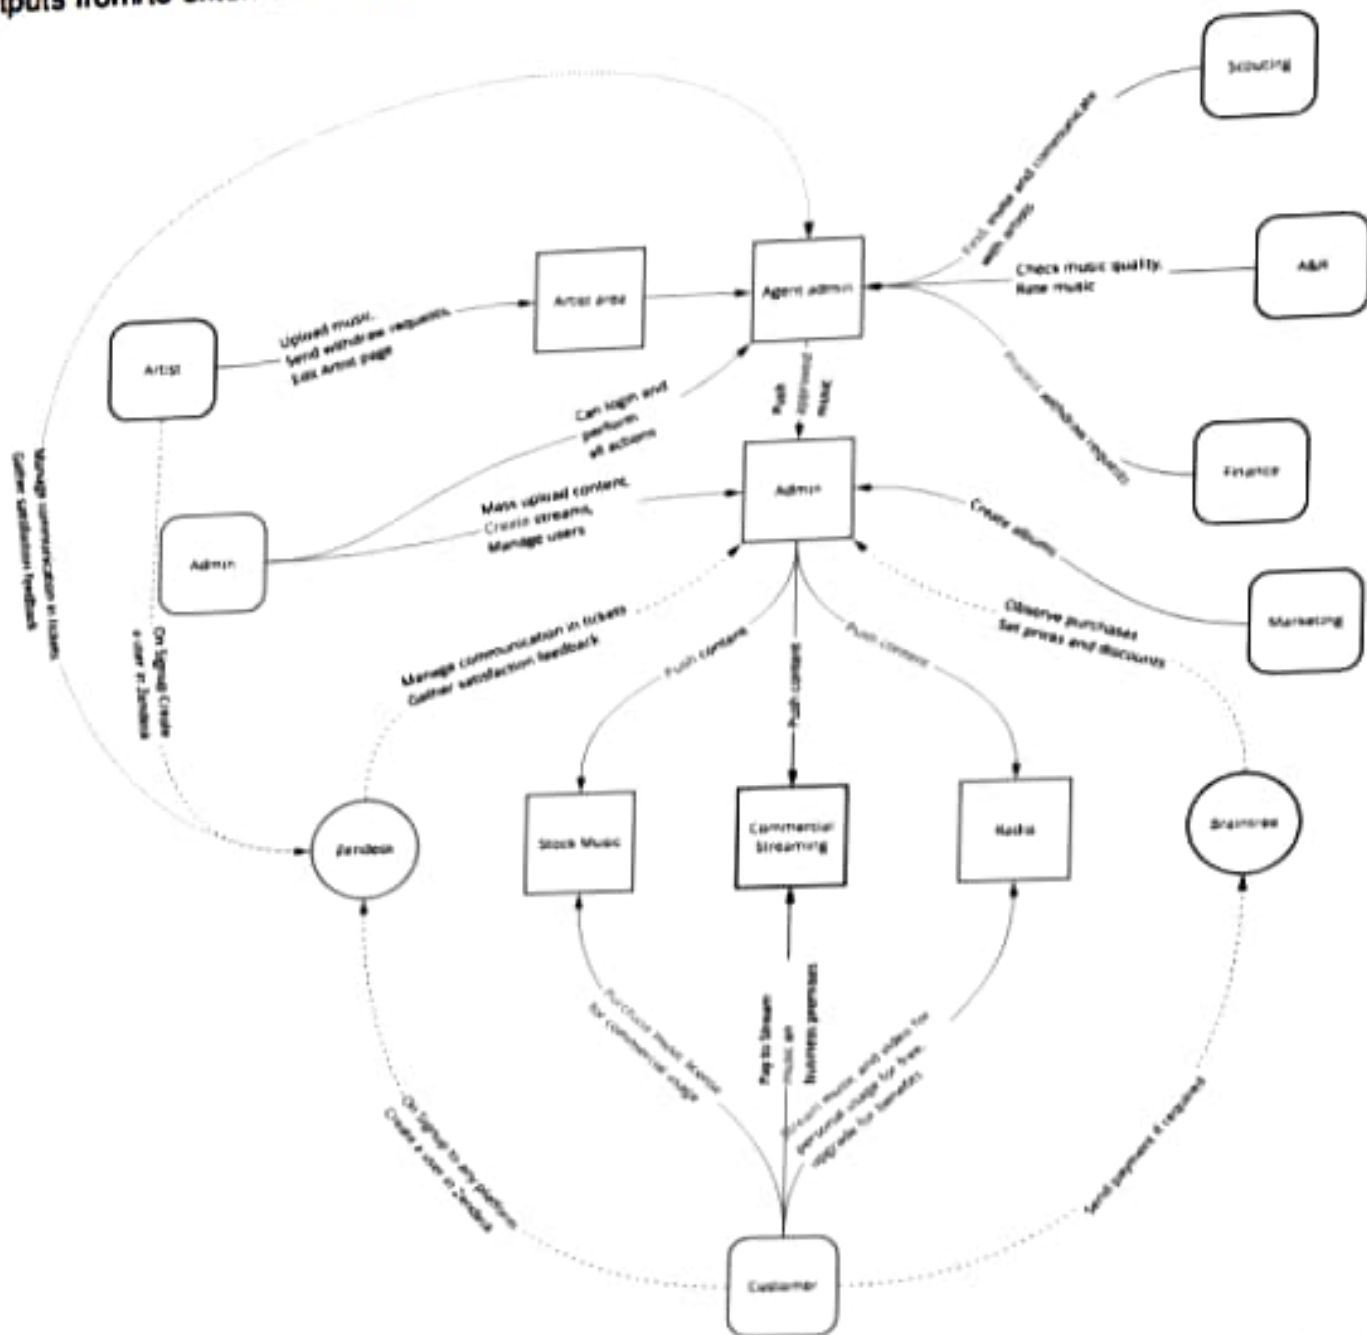 Scouting
Find, invite and communicate
with artists
A&R
Check music quality,
Rate music
Agent admin
Artist area
Artist
Upload music,
Send withdraw requests,
Edit Artist page
Push
approved
music
Process withdraw requests
Finance
Can login and
perform
all actions
Admin
Mass upload content,
Create streams,
Manage users
Admin
Create albums
Marketing
Manage communication in tickets
Gather satisfaction feedback
On Signup Create
a user in Zendesk
Manage communication in tickets
Gather satisfaction feedback
Push content
Push content
Push content
Observe purchases
Set prices and discounts
Zendesk
Stock Music
Commercial
Streaming
Radio
Braintree
Purchase music license
for commercial usage
Pay to Stream
music on
business premises
Stream music and video for
personal usage for free,
upgrade for benefits
On Signup to any platform
Create a user in Zendesk
Send payment if required
Customer